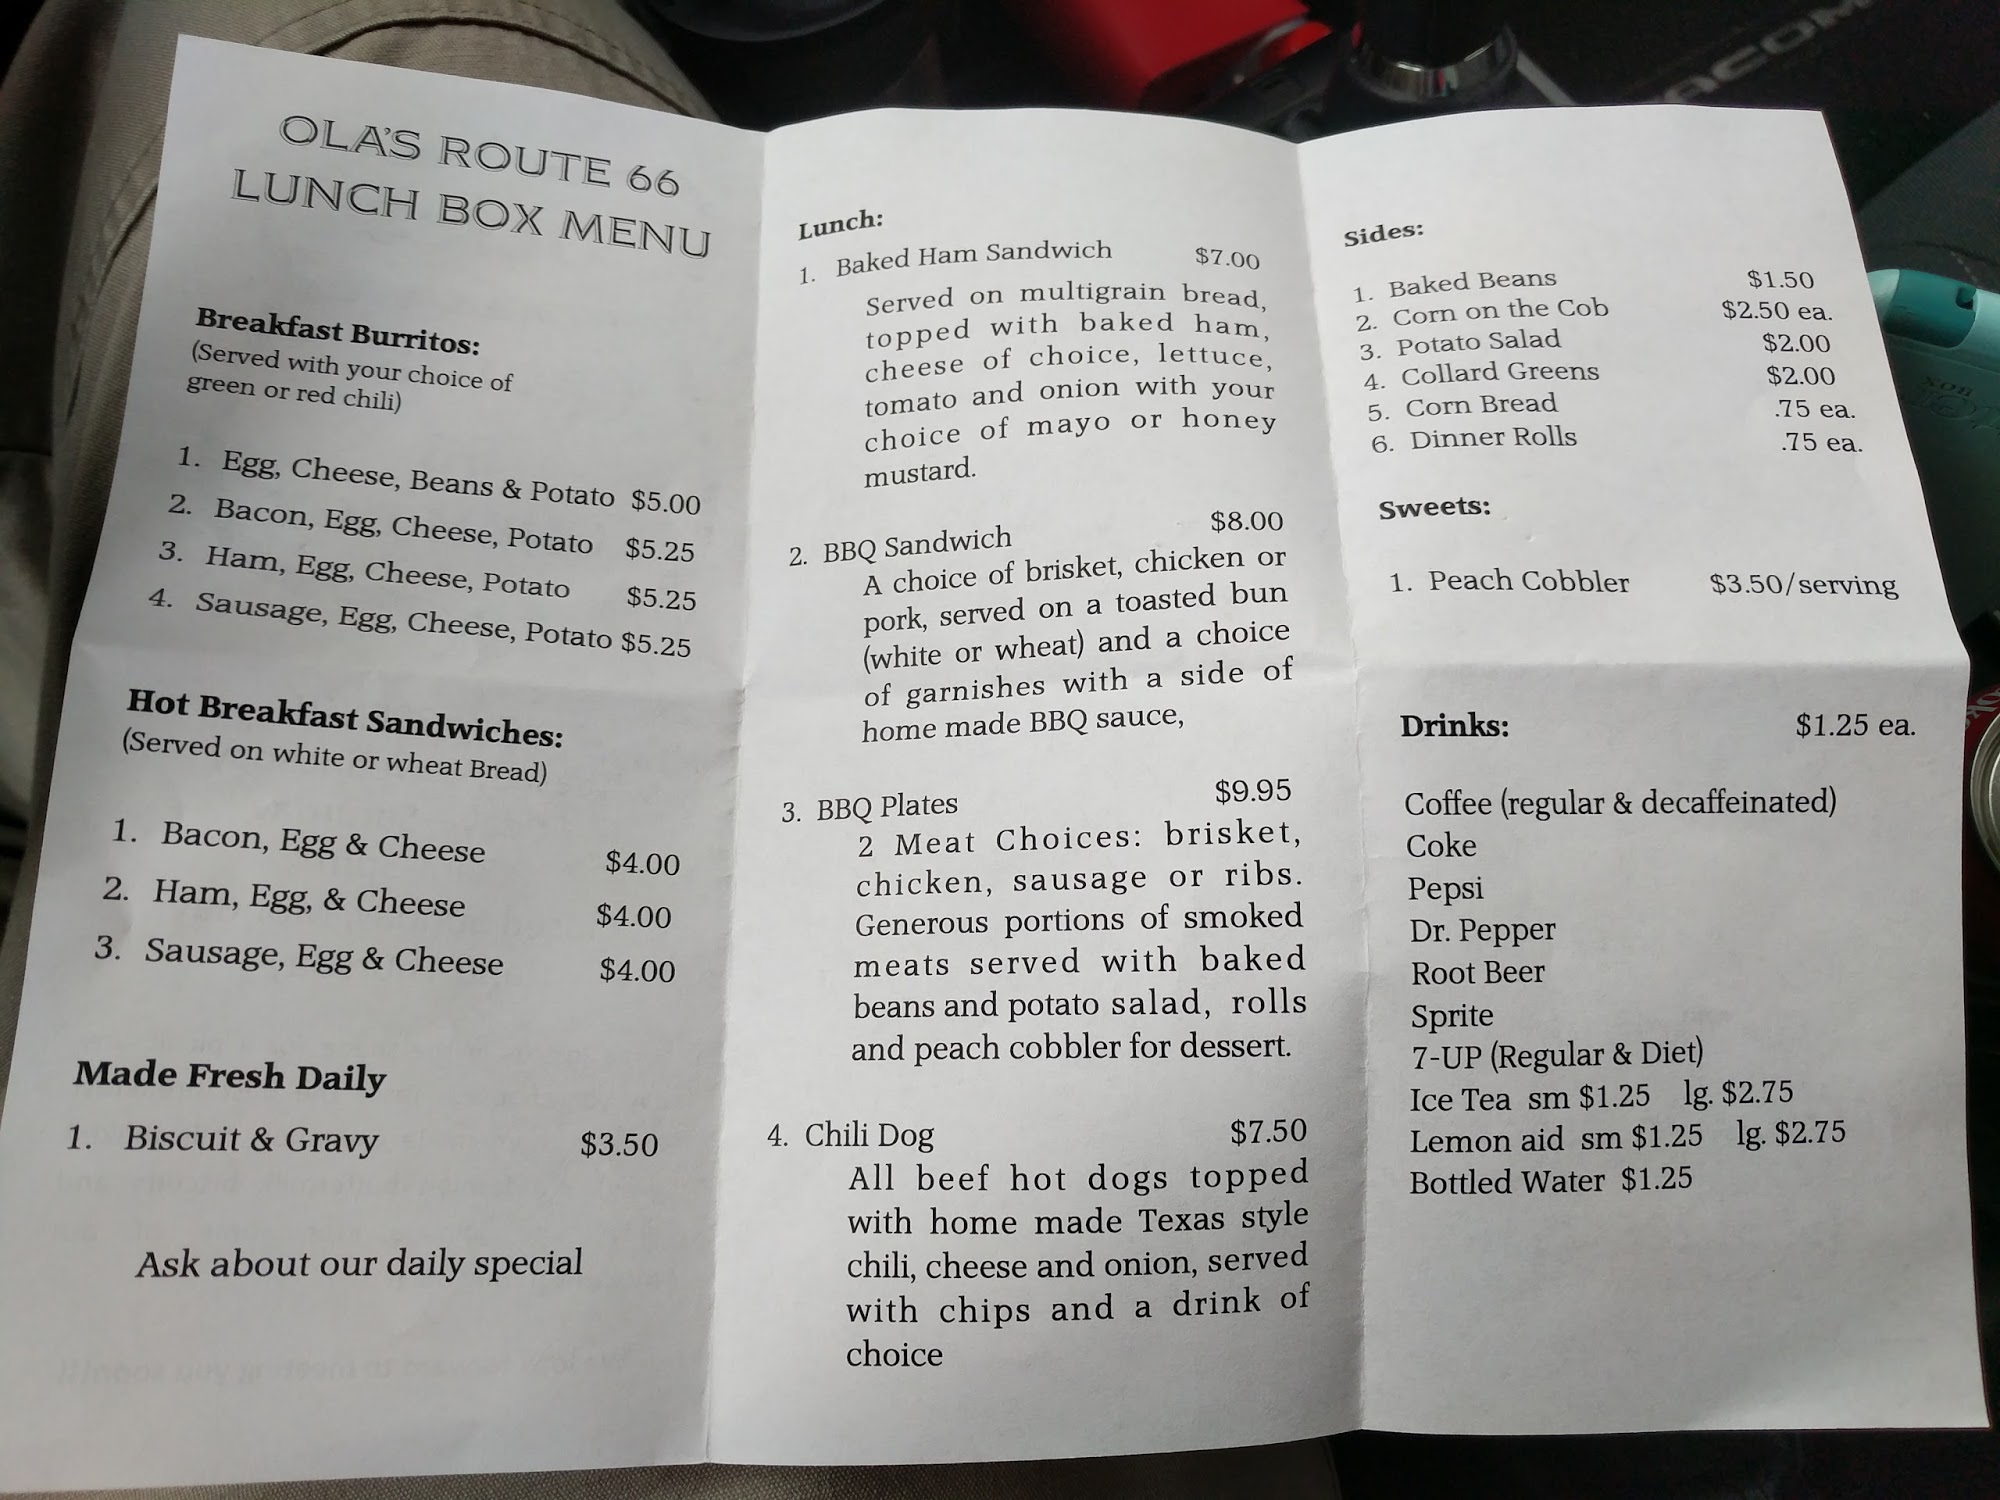 OLA'S ROUTE 66
LUNCH BOX MENU
Breakfast Burritos:
(Served with your choice of
green or red chili)
1. Egg, Cheese, Beans & Potato $5.00
2. Bacon, Egg, Cheese, Potato $5.25
3. Ham, Egg, Cheese, Potato $5.25
4. Sausage, Egg, Cheese, Potato $5.25
Hot Breakfast Sandwiches:
(Served on white or wheat Bread)
1. Bacon, Egg & Cheese $4.00
2. Ham, Egg, & Cheese $4.00
3. Sausage, Egg & Cheese $4.00
Made Fresh Daily
1. Biscuit & Gravy $3.50
Ask about our daily special
Lunch:
1. Baked Ham Sandwich $7.00
Served on multigrain bread,
topped with baked ham,
cheese of choice, lettuce,
tomato and onion with your
choice of mayo or honey
mustard.
2. BBQ Sandwich $8.00
A choice of brisket, chicken or
pork, served on a toasted bun
(white or wheat) and a choice
of garnishes with a side of
home made BBQ sauce,
3. BBQ Plates $9.95
2 Meat Choices: brisket,
chicken, sausage or ribs.
Generous portions of smoked
meats served with baked
beans and potato salad, rolls
and peach cobbler for dessert.
4. Chili Dog $7.50
All beef hot dogs topped
with home made Texas style
chili, cheese and onion, served
with chips and a drink of
choice
Sides:
1. Baked Beans $1.50
2. Corn on the Cob $2.50 ea.
3. Potato Salad $2.00
4. Collard Greens $2.00
5. Corn Bread .75 ea.
6. Dinner Rolls .75 ea.
Sweets:
1. Peach Cobbler $3.50/serving
Drinks: $1.25 ea.
Coffee (regular & decaffeinated)
Coke
Pepsi
Dr. Pepper
Root Beer
Sprite
7-UP (Regular & Diet)
Ice Tea sm $1.25 lg. $2.75
Lemon aid sm $1.25 lg. $2.75
Bottled Water $1.25